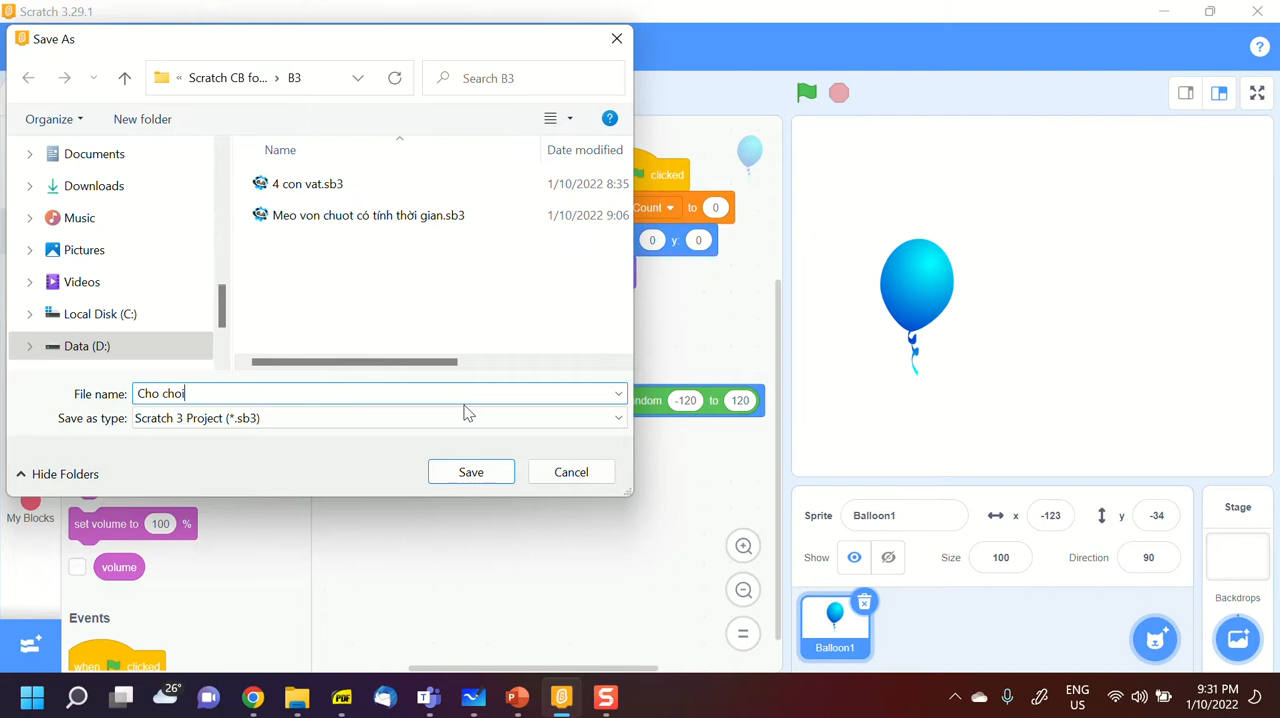 Scratch 3.29.1
Save As
« Scratch CB fo... > B3
Search B3
Organize
New folder
Name
Date modified
Documents
Downloads
Music
Pictures
Videos
Local Disk (C:)
Data (D:)
4 con vat.sb3
1/10/2022 8:35
Meo von chuot có tính thời gian.sb3
1/10/2022 9:06
File name: Cho choi
Save as type: Scratch 3 Project (*.sb3)
Hide Folders
Save
Cancel
clicked
Count to 0
0 y: 0
ndom -120 to 120
My Blocks
set volume to 100 %
volume
Events
when clicked
Sprite Balloon1 x -123 y -34
Show Size 100 Direction 90
Balloon1
Stage
Backdrops
26°
PDF
ENG
US
9:31 PM
1/10/2022